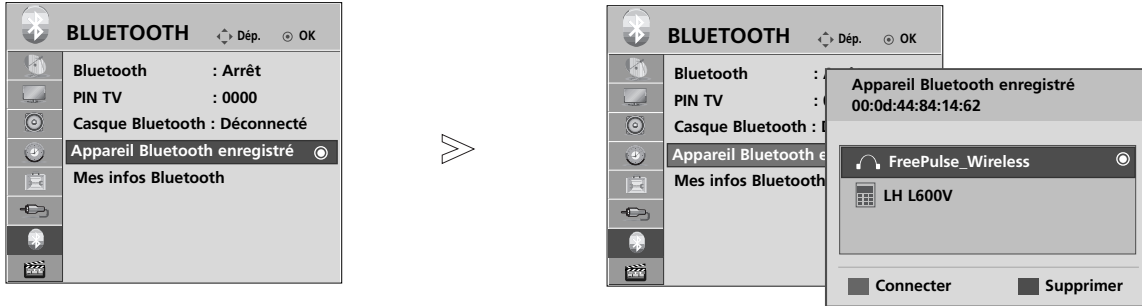 BLUETOOTH Dép. OK
Bluetooth : Arrêt
PIN TV : 0000
Casque Bluetooth : Déconnecté
Appareil Bluetooth enregistré
Mes infos Bluetooth
BLUETOOTH Dép. OK
Bluetooth :
PIN TV :
Casque Bluetooth :
Appareil Bluetooth
Mes infos Bluetooth
Appareil Bluetooth enregistré
00:0d:44:84:14:62
FreePulse_Wireless
LH L600V
Connecter Supprimer